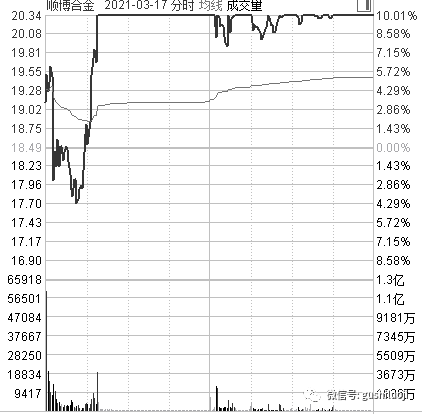 顺博合金 2021-03-17 分时 均线 成交量
20.34 10.01%
20.08 8.58%
19.81 7.15%
19.55 5.72%
19.28 4.29%
19.02 2.86%
18.75 1.43%
18.49 0.00%
18.23 1.43%
17.96 2.86%
17.70 4.29%
17.43 5.72%
17.17 7.15%
16.90 8.58%
65918 1.3亿
56501 1.1亿
47084 9181万
37667 7345万
28250 5509万
18834 3673万
9417
微信号: